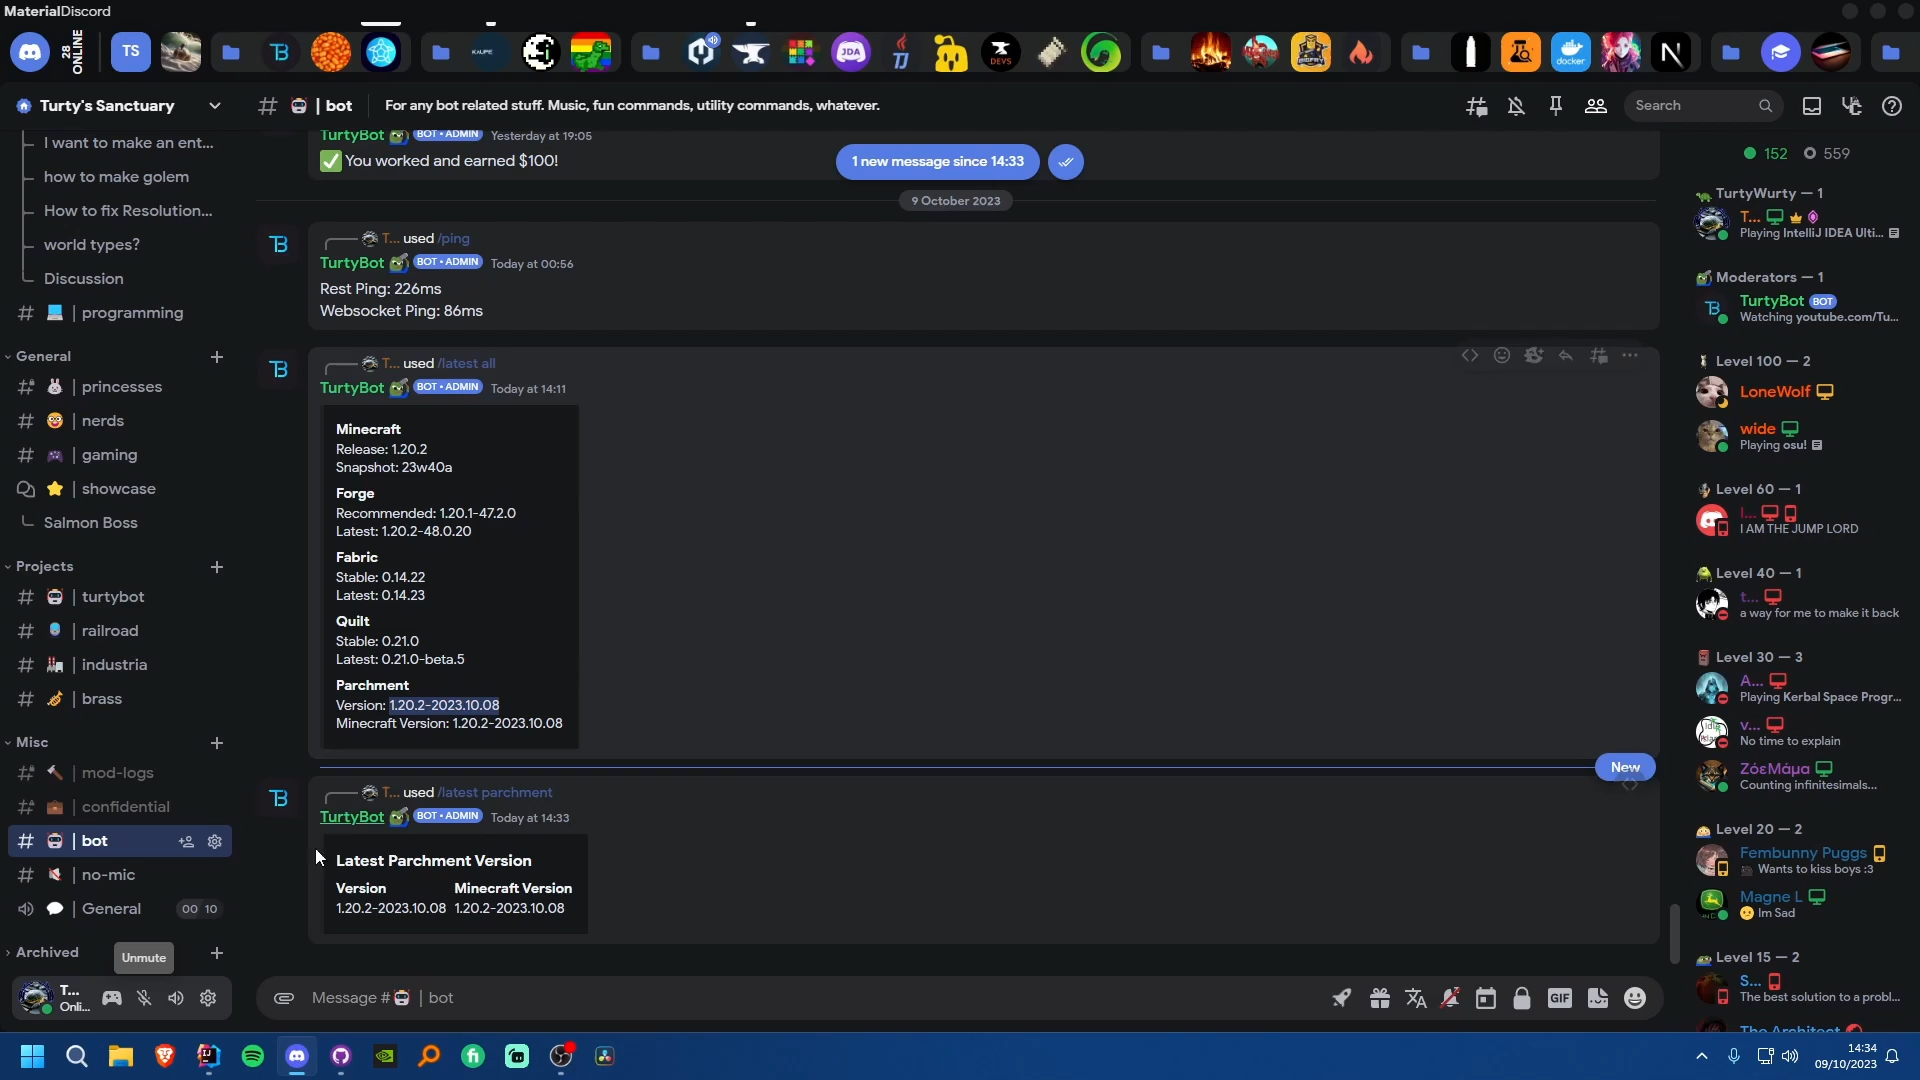 MaterialDiscord
28 ONLINE
TS
KAUPE
JDA
DEVS
docker
Turty's Sanctuary
# | bot
For any bot related stuff. Music, fun commands, utility commands, whatever.
Search
I want to make an ent...
how to make golem
How to fix Resolution...
world types?
Discussion
# | programming
General
# | princesses
# | nerds
# | gaming
| showcase
Salmon Boss
Projects
# | turtybot
# | railroad
# | industria
# | brass
Misc
# | mod-logs
# | confidential
# | bot
# | no-mic
| General 00 10
Archived
Unmute
T...
Onli...
TurtyBot BOT • ADMIN Yesterday at 19:05
You worked and earned $100!
1 new message since 14:33
9 October 2023
T... used /ping
TurtyBot BOT • ADMIN Today at 00:56
Rest Ping: 226ms
Websocket Ping: 86ms
T... used /latest all
TurtyBot BOT • ADMIN Today at 14:11
Minecraft
Release: 1.20.2
Snapshot: 23w40a
Forge
Recommended: 1.20.1-47.2.0
Latest: 1.20.2-48.0.20
Fabric
Stable: 0.14.22
Latest: 0.14.23
Quilt
Stable: 0.21.0
Latest: 0.21.0-beta.5
Parchment
Version: 1.20.2-2023.10.08
Minecraft Version: 1.20.2-2023.10.08
New
T... used /latest parchment
TurtyBot BOT • ADMIN Today at 14:33
Latest Parchment Version
Version Minecraft Version
1.20.2-2023.10.08 1.20.2-2023.10.08
Message # | bot
GIF
152 559
TurtyWurty — 1
T...
Playing IntelliJ IDEA Ulti...
Moderators — 1
TurtyBot BOT
Watching youtube.com/Tu...
Level 100 — 2
LoneWolf
wide
Playing osu!
Level 60 — 1
I...
I AM THE JUMP LORD
Level 40 — 1
t...
a way for me to make it back
Level 30 — 3
A...
Playing Kerbal Space Progr...
v...
No time to explain
ZόεΜάμα
Counting infinitesimals...
Level 20 — 2
Fembunny Puggs
Wants to kiss boys :3
Magne L
Im Sad
Level 15 — 2
S...
The best solution to a probl...
The Architect
14:34
09/10/2023